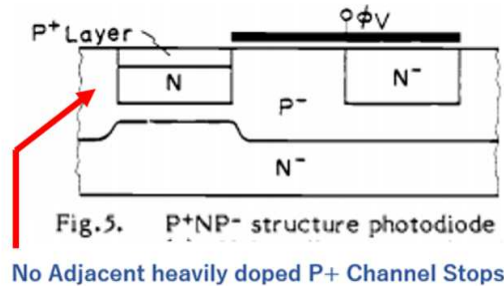 P⁺ Layer
ϕV
N
N⁻
P⁻
N⁻
Fig.5. P⁺NP⁻ structure photodiode
No Adjacent heavily doped P+ Channel Stops